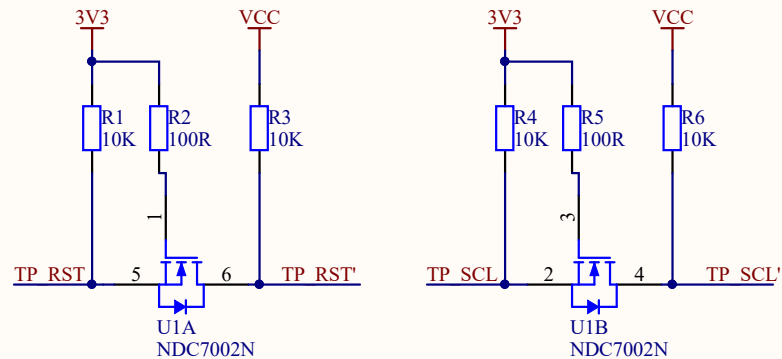 3V3
VCC
R1
10K
R2
100R
R3
10K
1
TP_RST
5
6
TP_RST'
U1A
NDC7002N
3V3
VCC
R4
10K
R5
100R
R6
10K
3
TP_SCL
2
4
TP_SCL'
U1B
NDC7002N